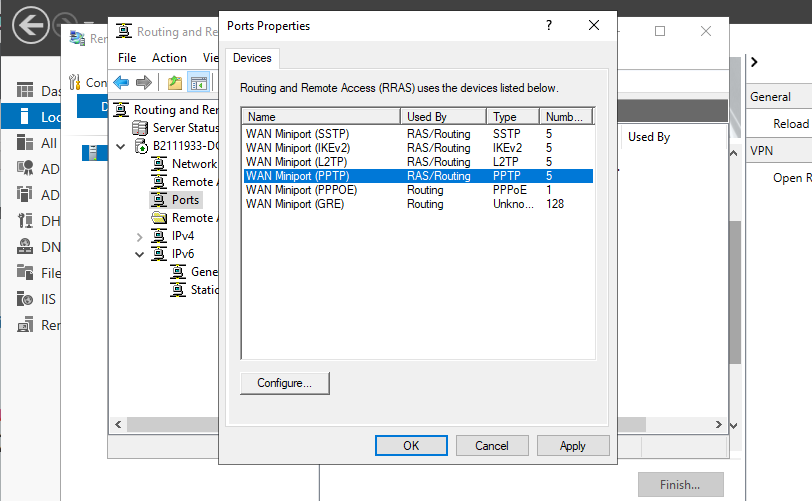 Ports Properties
Devices
Routing and Remote Access (RRAS) uses the devices listed below.
Name Used By Type Numb...
WAN Miniport (SSTP) RAS/Routing SSTP 5
WAN Miniport (IKEv2) RAS/Routing IKEv2 5
WAN Miniport (L2TP) RAS/Routing L2TP 5
WAN Miniport (PPTP) RAS/Routing PPTP 5
WAN Miniport (PPPOE) Routing PPPoE 1
WAN Miniport (GRE) Routing Unkno... 128
Configure...
OK Cancel Apply
Routing and Re
File Action Vie
Routing and Rer
Server Status
B2111933-DC
Network
Remote A
Ports
Remote A
IPv4
IPv6
Gene
Static
Used By
Rem
Con
D
Das
Loc
All
AD
AD
DH
DN
File
IIS
Rer
General
Reload
VPN
Open R
Finish...